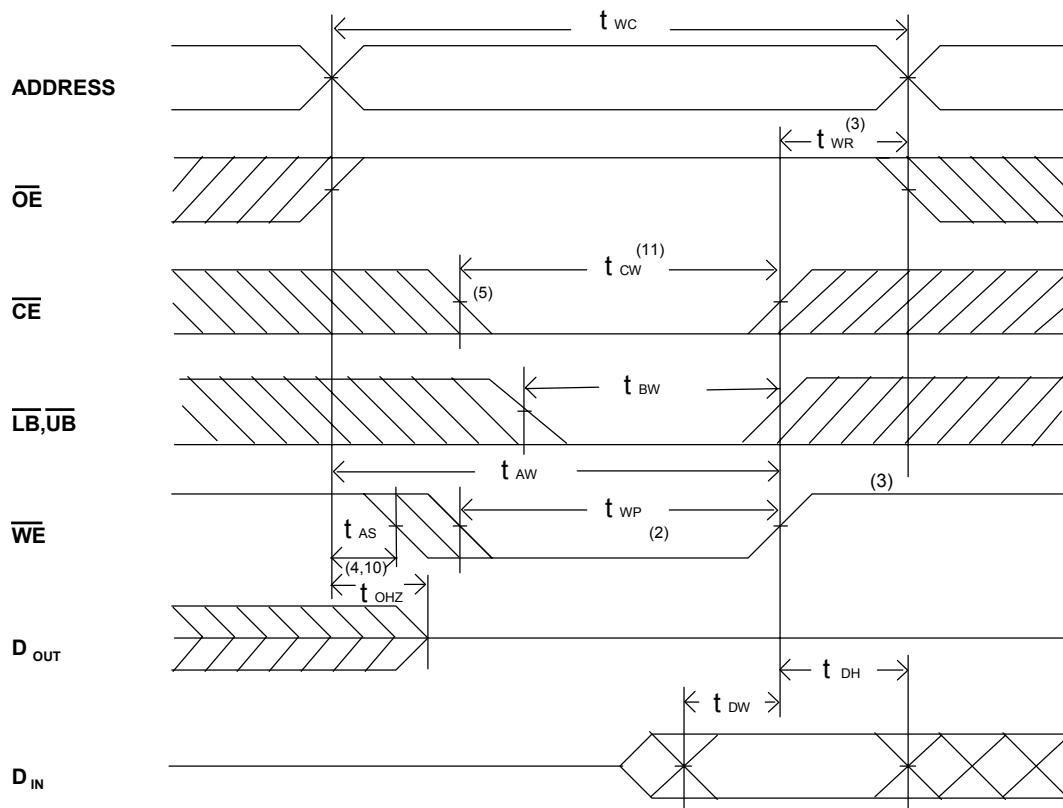 t WC
ADDRESS
t WR (3)
OE
t CW (11)
CE
(5)
t BW
LB,UB
t AW
(3)
WE
t AS
t WP (2)
(4,10)
t OHZ
D OUT
t DH
t DW
D IN